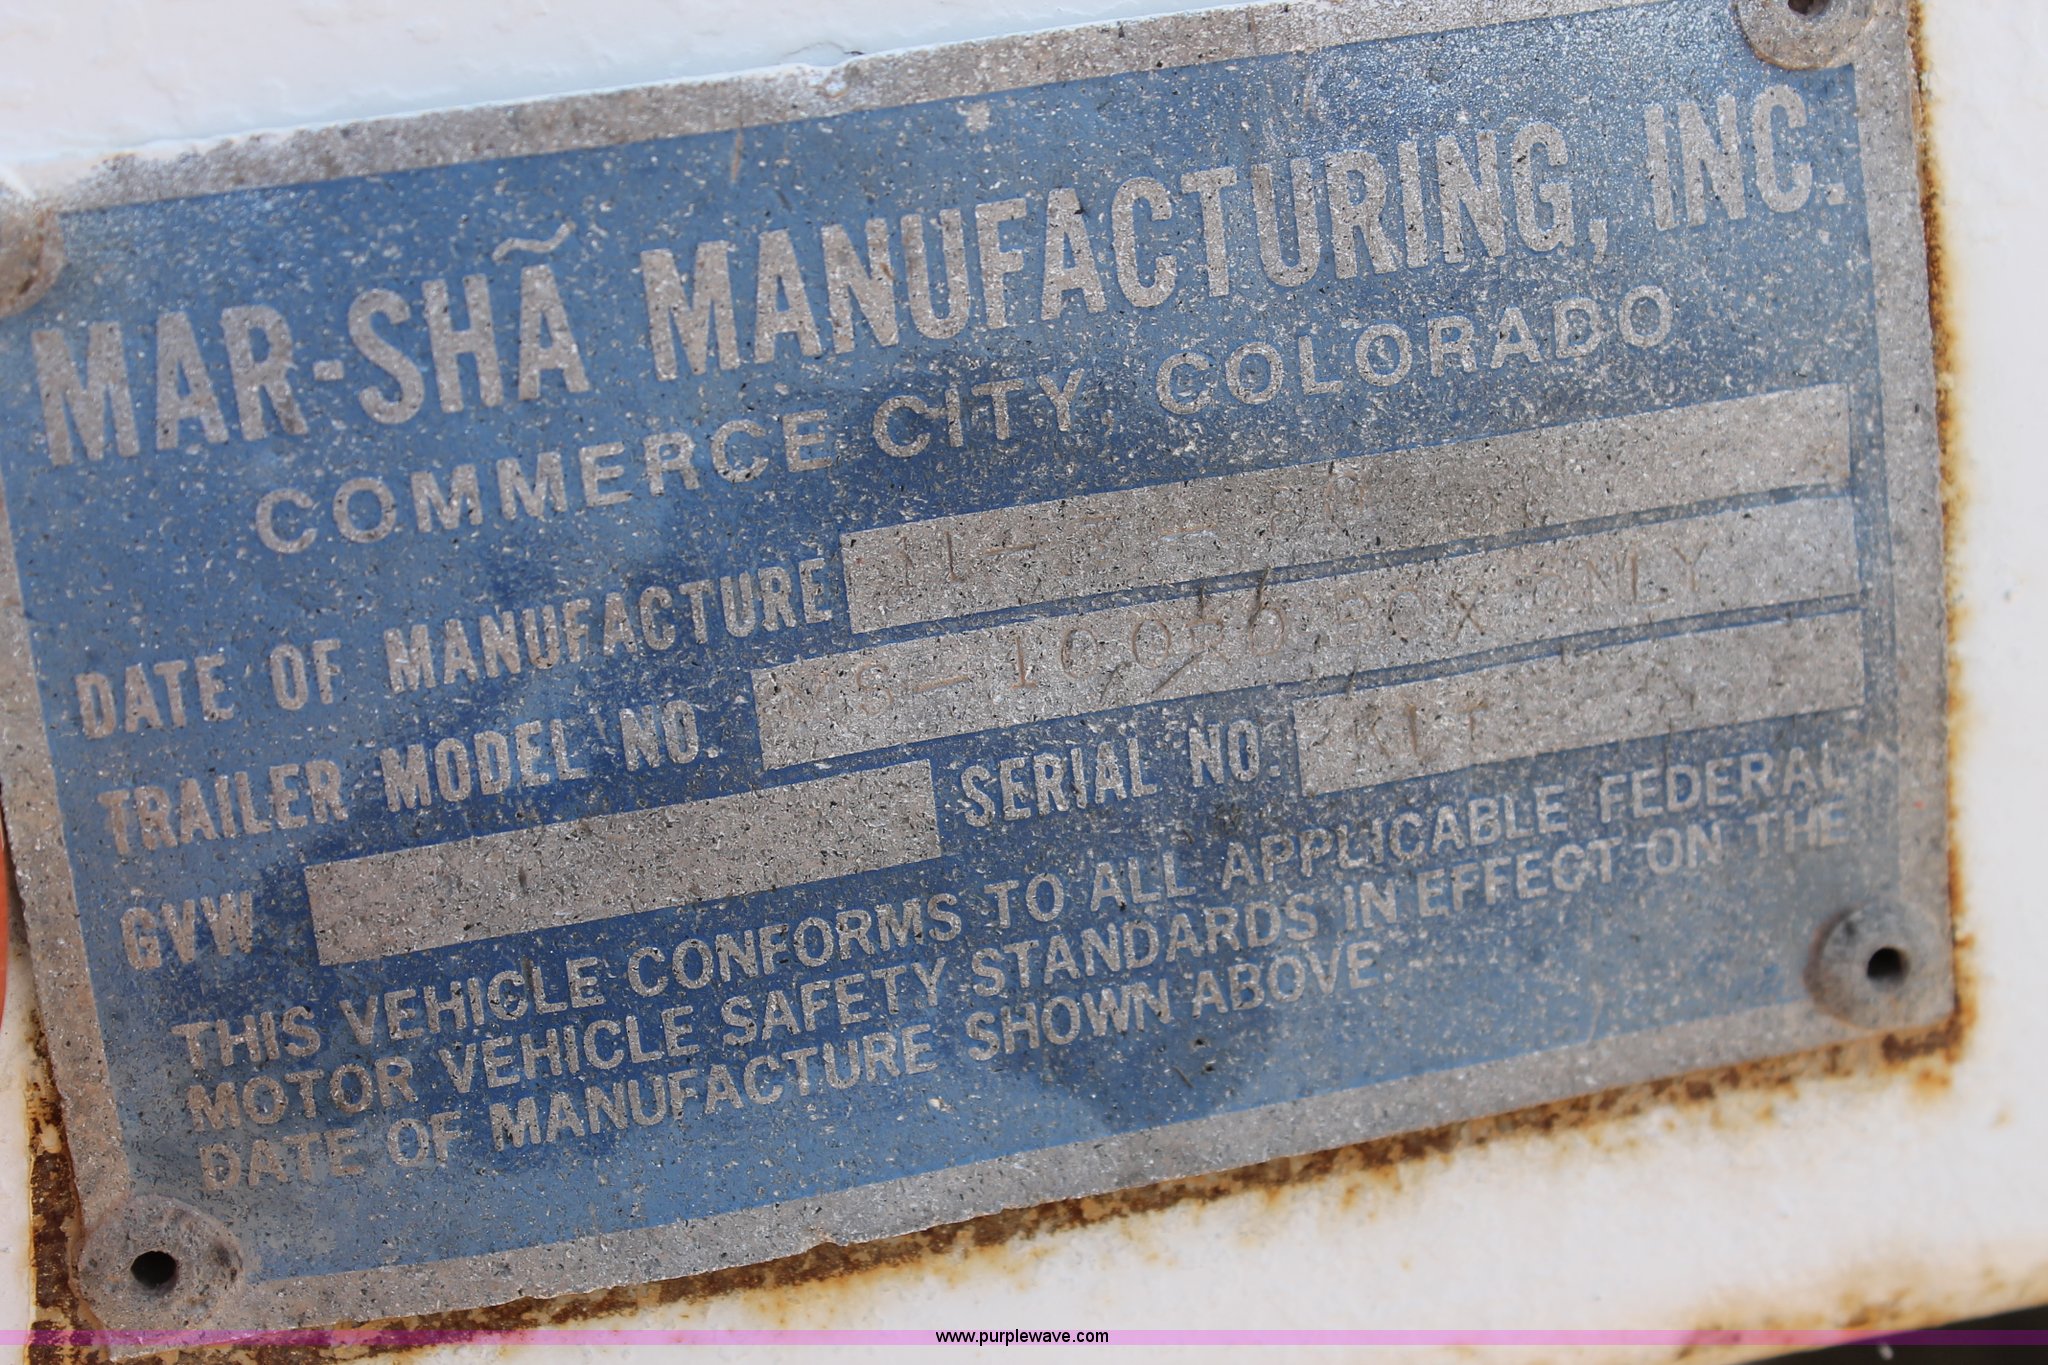 MAR-SHÃ MANUFACTURING, INC.
COMMERCE CITY, COLORADO
DATE OF MANUFACTURE
TRAILER MODEL NO. BOX ONLY
GVW SERIAL NO.
THIS VEHICLE CONFORMS TO ALL APPLICABLE FEDERAL
MOTOR VEHICLE SAFETY STANDARDS IN EFFECT ON THE
DATE OF MANUFACTURE SHOWN ABOVE.
www.purplewave.com